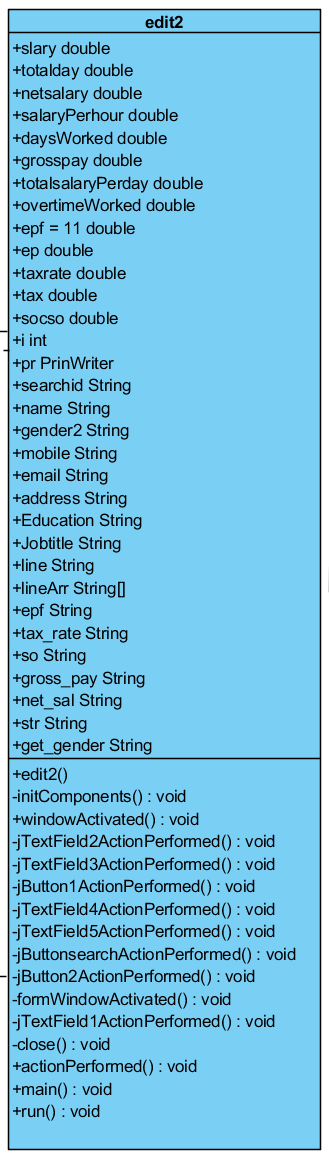 edit2
+slary double
+totalday double
+netsalary double
+salaryPerhour double
+daysWorked double
+grosspay double
+totalsalaryPerday double
+overtimeWorked double
+epf = 11 double
+ep double
+taxrate double
+tax double
+socso double
+i int
+pr PrinWriter
+searchid String
+name String
+gender2 String
+mobile String
+email String
+address String
+Education String
+Jobtitle String
+line String
+lineArr String[]
+epf String
+tax_rate String
+so String
+gross_pay String
+net_sal String
+str String
+get_gender String
+edit2()
-initComponents() : void
+windowActivated() : void
-jTextField2ActionPerformed() : void
-jTextField3ActionPerformed() : void
-jButton1ActionPerformed() : void
-jTextField4ActionPerformed() : void
-jTextField5ActionPerformed() : void
-jButtonsearchActionPerformed() : void
-jButton2ActionPerformed() : void
-formWindowActivated() : void
-jTextField1ActionPerformed() : void
-close() : void
+actionPerformed() : void
+main() : void
+run() : void